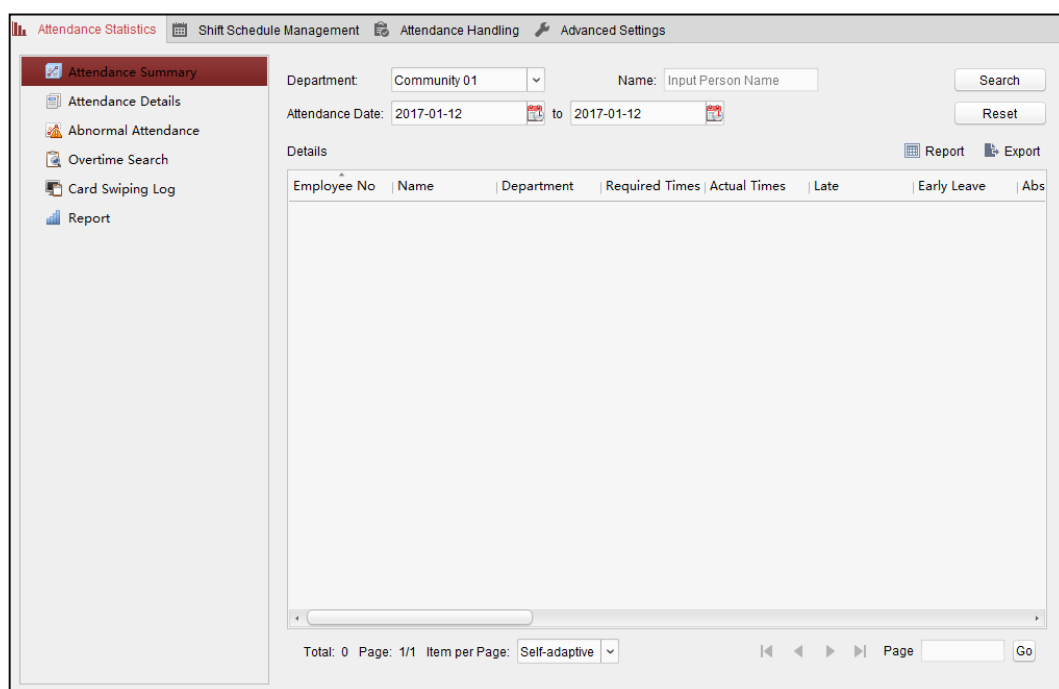 Attendance Statistics Shift Schedule Management Attendance Handling Advanced Settings
Attendance Summary
Attendance Details
Abnormal Attendance
Overtime Search
Card Swiping Log
Report
Department: Community 01 Name: Input Person Name Search
Attendance Date: 2017-01-12 to 2017-01-12 Reset
Details Report Export
Employee No Name Department Required Times Actual Times Late Early Leave Abs
Total: 0 Page: 1/1 Item per Page: Self-adaptive Page Go